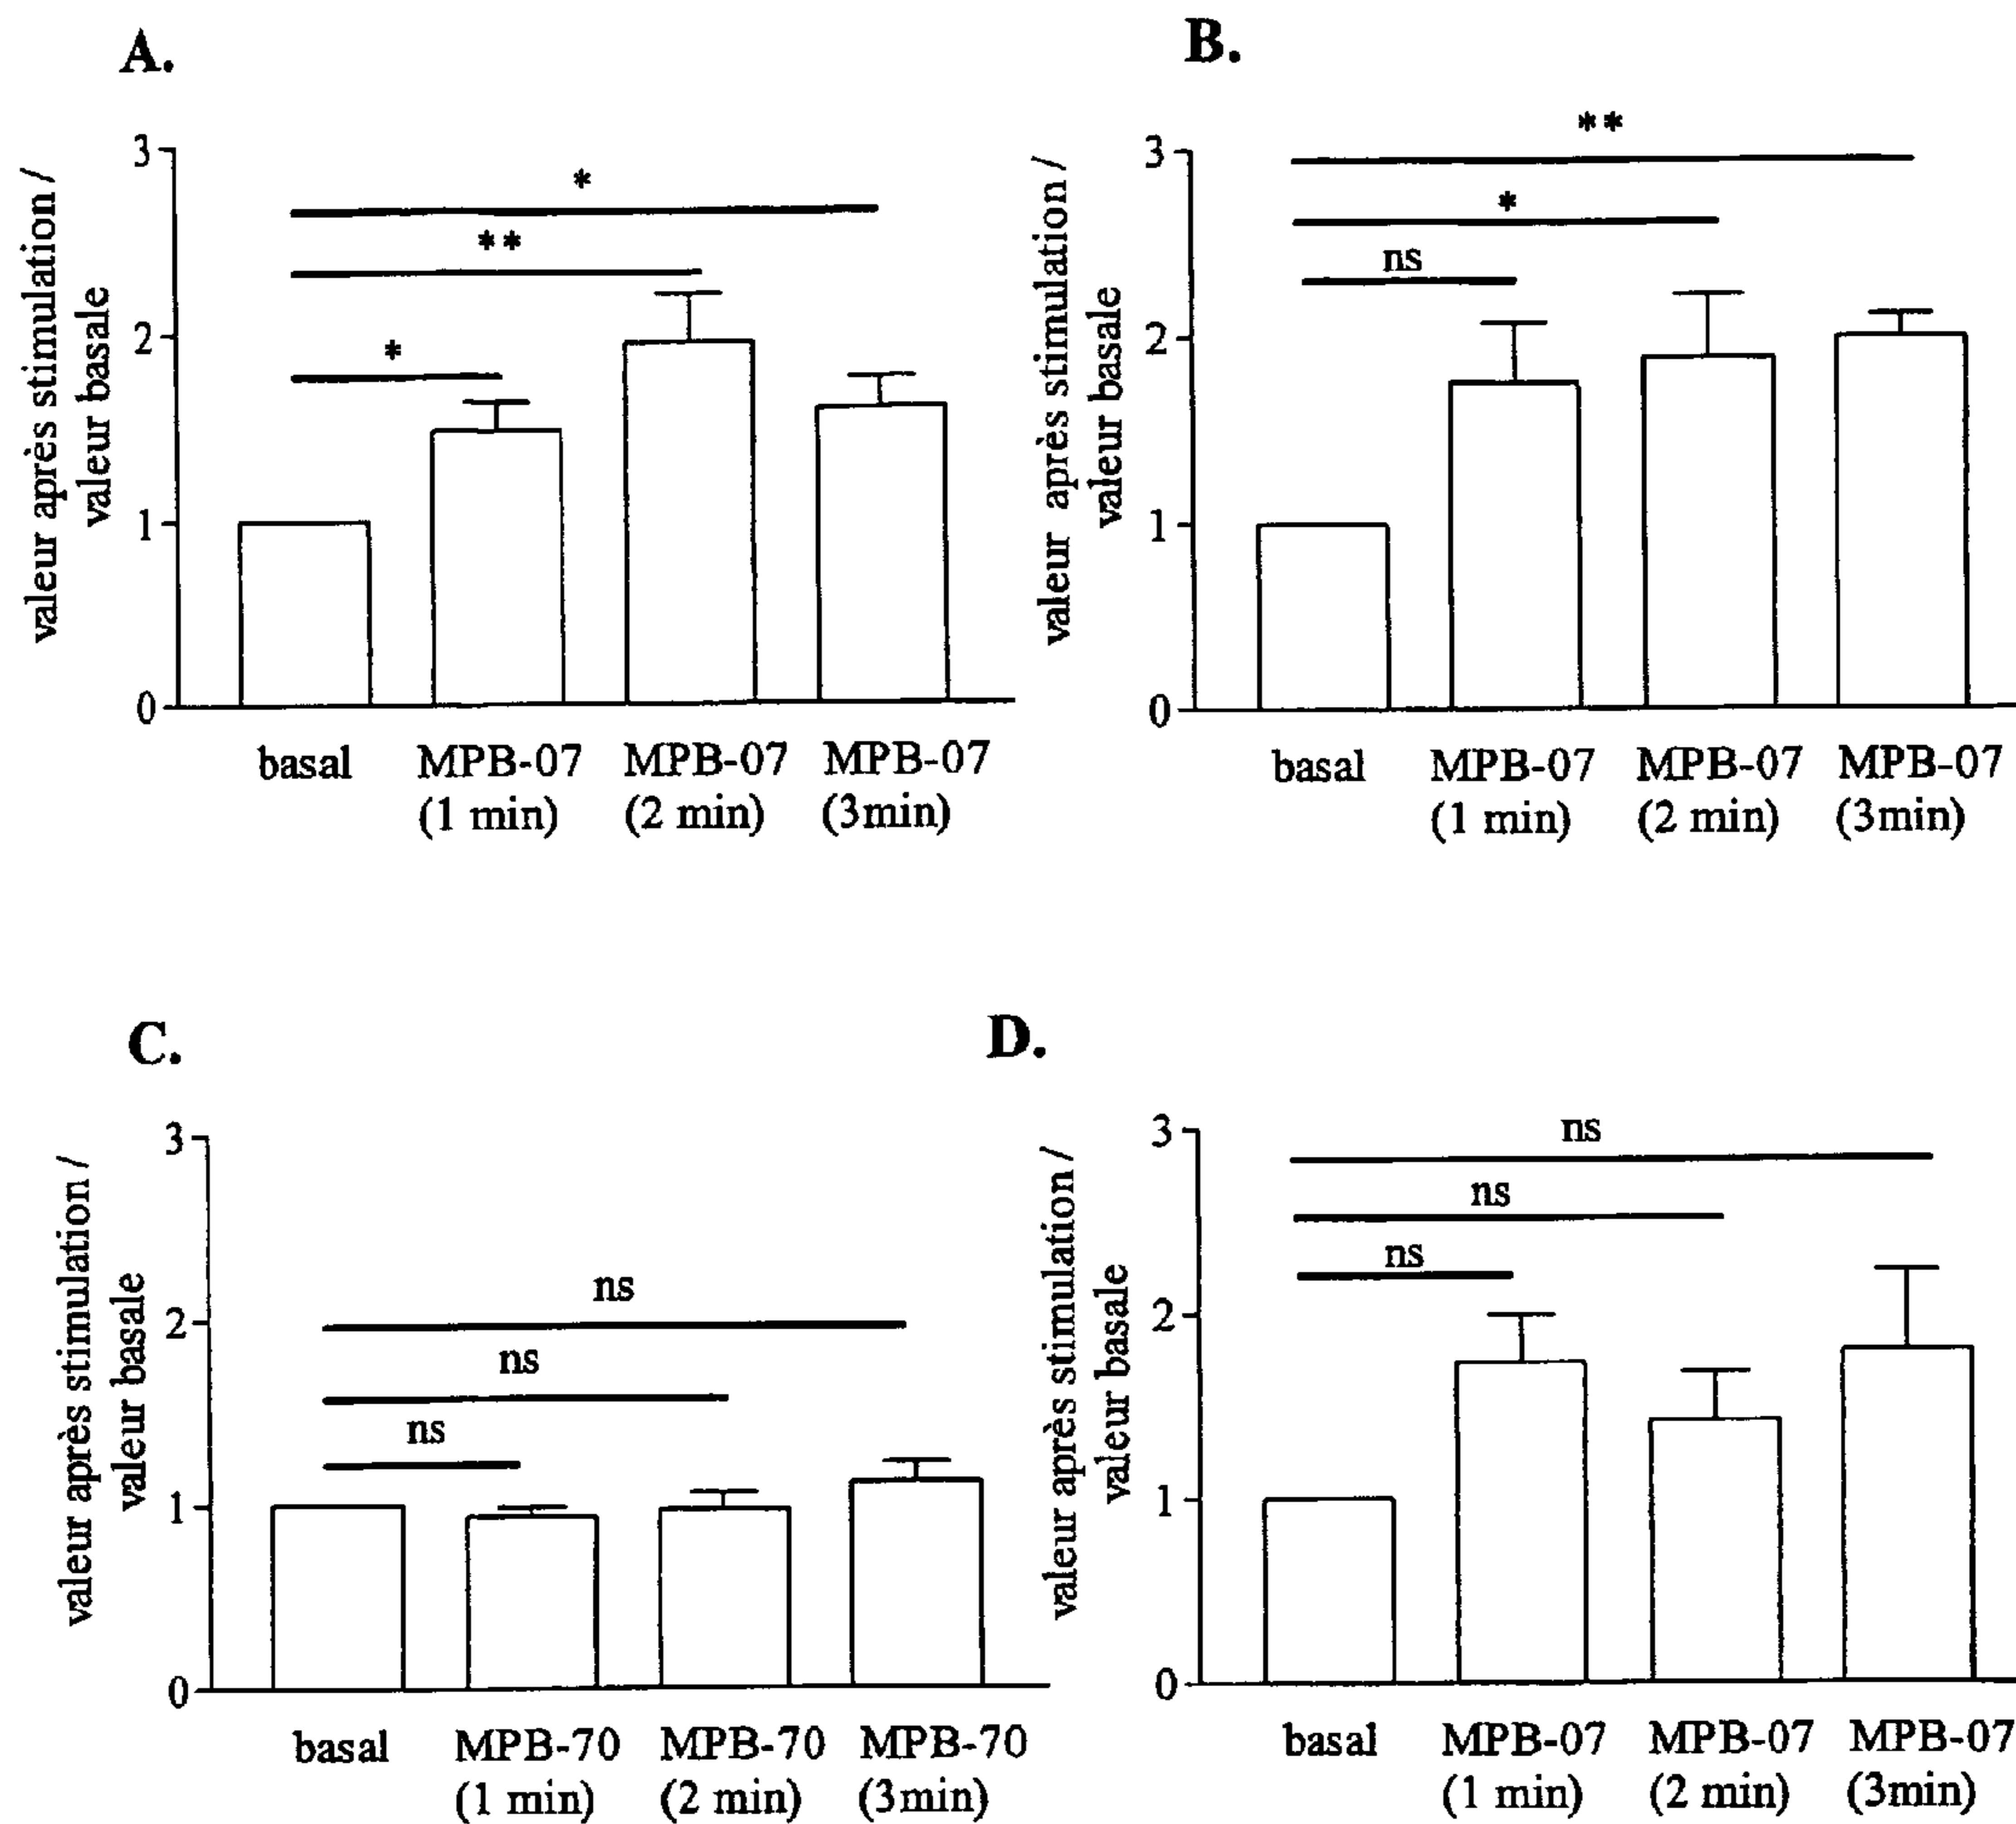 A.
valeur après stimulation /
valeur basale
3
2
1
0
*
**
*
basal
MPB-07
(1 min)
MPB-07
(2 min)
MPB-07
(3min)
B.
valeur après stimulation /
valeur basale
3
2
1
0
**
*
ns
basal
MPB-07
(1 min)
MPB-07
(2 min)
MPB-07
(3min)
C.
valeur après stimulation /
valeur basale
3
2
1
0
ns
ns
ns
basal
MPB-70
(1 min)
MPB-70
(2 min)
MPB-70
(3min)
D.
valeur après stimulation /
valeur basale
3
2
1
0
ns
ns
ns
basal
MPB-07
(1 min)
MPB-07
(2 min)
MPB-07
(3min)